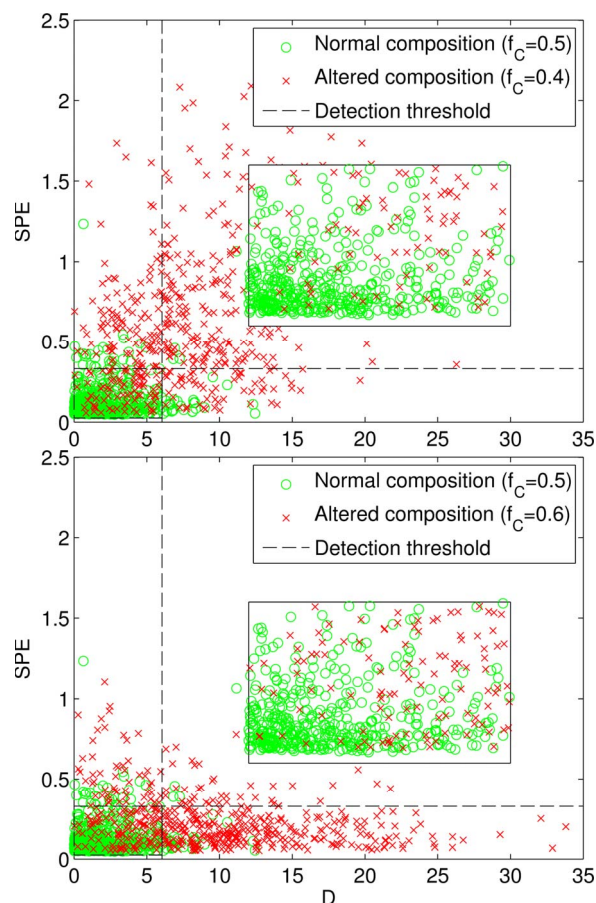 2.5
2
1.5
1
0.5
0
SPE
Normal composition (f_C=0.5)
Altered composition (f_C=0.4)
Detection threshold
0 5 10 15 20 25 30 35
2.5
2
1.5
1
0.5
0
SPE
Normal composition (f_C=0.5)
Altered composition (f_C=0.6)
Detection threshold
0 5 10 15 20 25 30 35
D